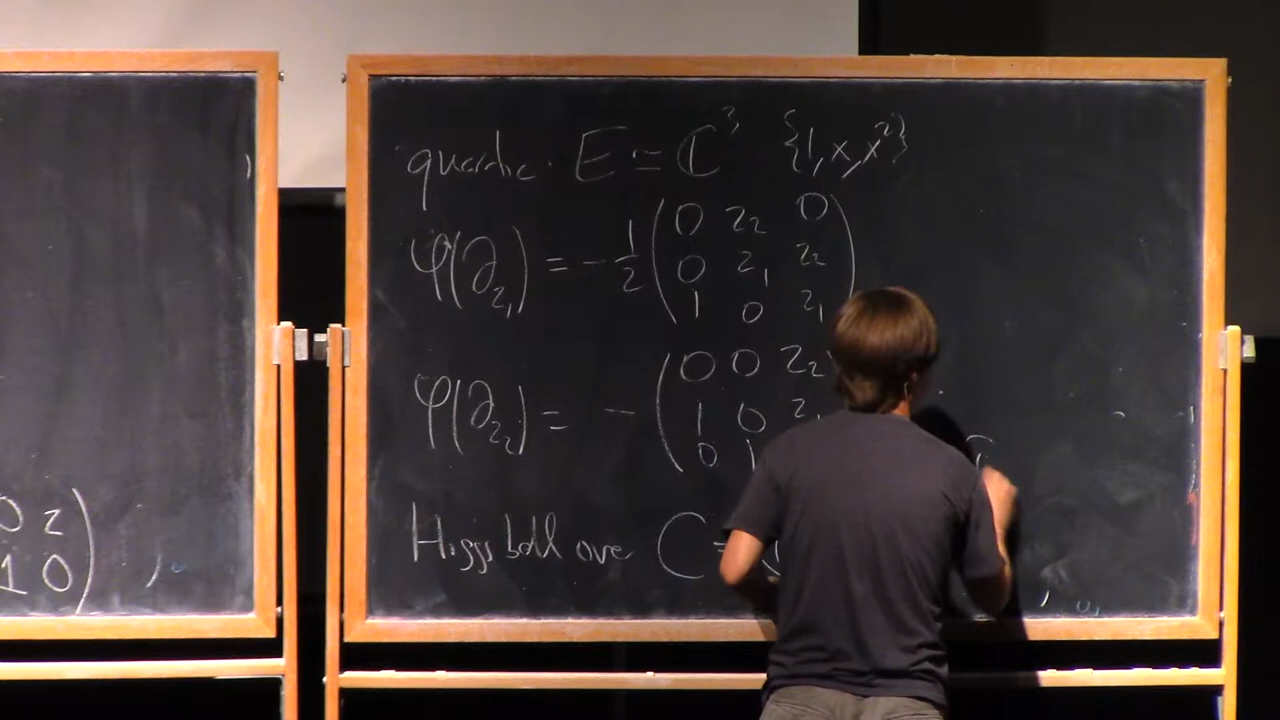 quartic. E ≃ ℂ³ {1, x, x²}
φ(∂_{z₁}) = -1/2 ( 0 z₂ 0
0 z₁ z₂
1 0 z₁
φ(∂_{z₂}) = - ( 0 0 z₂
1 0 z₁
0 1
Higgs bdl over C =
0 z
1 0 ) ,